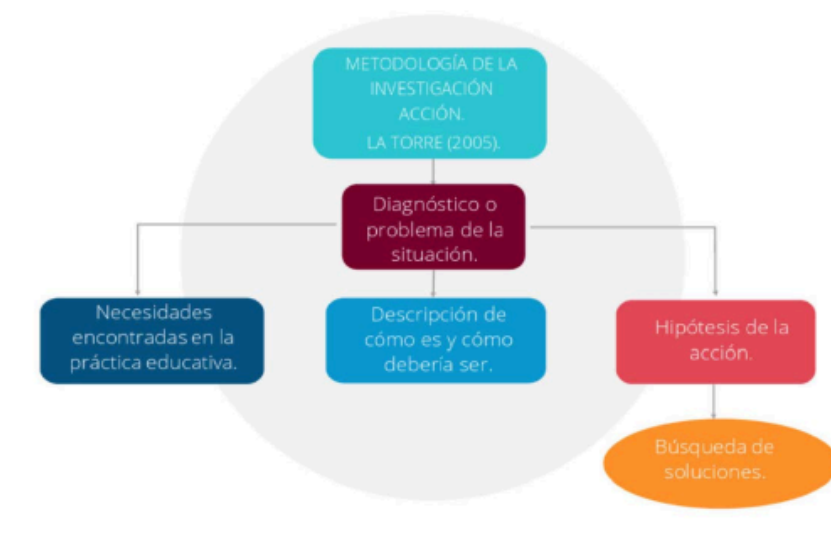 METODOLOGÍA DE LA
INVESTIGACIÓN
ACCIÓN.
LA TORRE (2005).
Diagnóstico o
problema de la
situación.
Necesidades
encontradas en la
práctica educativa.
Descripción de
cómo es y cómo
debería ser.
Hipótesis de la
acción.
Búsqueda de
soluciones.